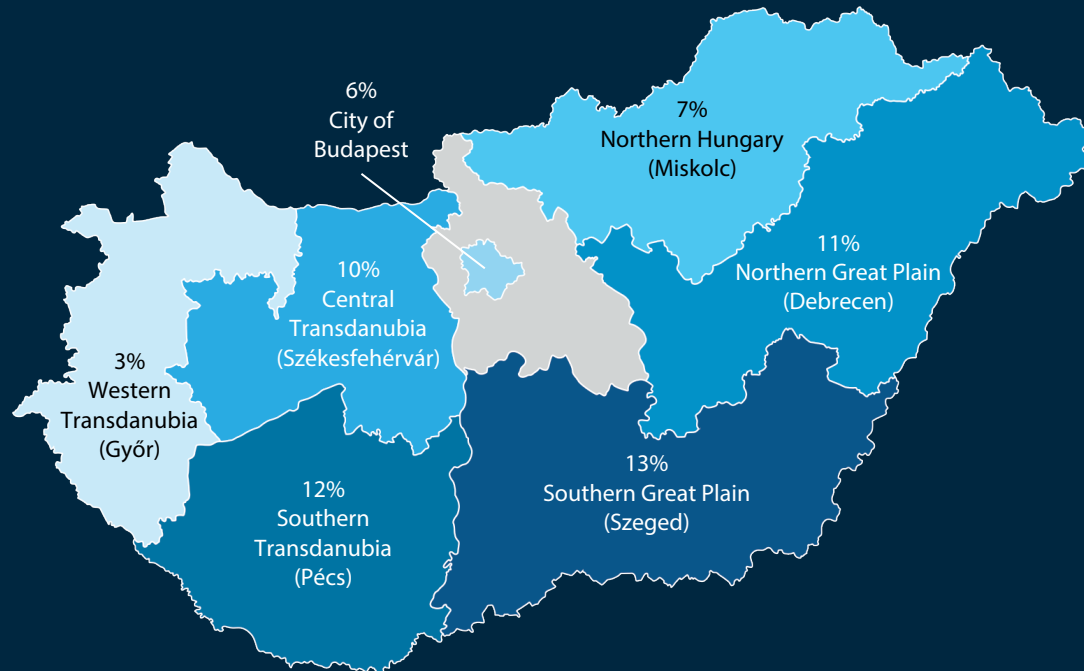 6%
City of
Budapest
7%
Northern Hungary
(Miskolc)
11%
Northern Great Plain
(Debrecen)
10%
Central
Transdanubia
(Székesfehérvár)
3%
Western
Transdanubia
(Győr)
13%
Southern Great Plain
(Szeged)
12%
Southern
Transdanubia
(Pécs)